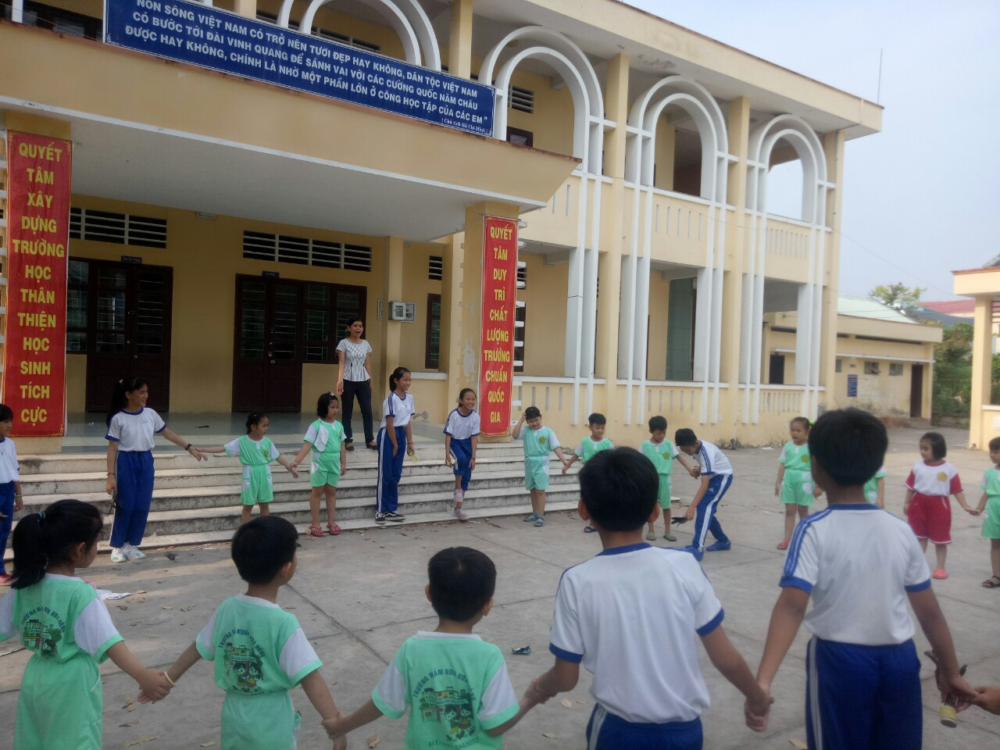 NON SÔNG VIỆT NAM CÓ TRỞ NÊN TƯƠI ĐẸP HAY KHÔNG, DÂN TỘC VIỆT NAM
CÓ BƯỚC TỚI ĐÀI VINH QUANG ĐỂ SÁNH VAI VỚI CÁC CƯỜNG QUỐC NĂM CHÂU
ĐƯỢC HAY KHÔNG, CHÍNH LÀ NHỜ MỘT PHẦN LỚN Ở CÔNG HỌC TẬP CỦA CÁC EM"
(Chủ tịch Hồ Chí Minh)
QUYẾT
TÂM
XÂY
DỰNG
TRƯỜNG
HỌC
THÂN
THIỆN
HỌC
SINH
TÍCH
CỰC
QUYẾT
TÂM
DUY
TRÌ
CHẤT
LƯỢNG
TRƯỜNG
CHUẨN
QUỐC
GIA
TRƯỜNG MẦM NON
TRƯỜNG MẦM NON